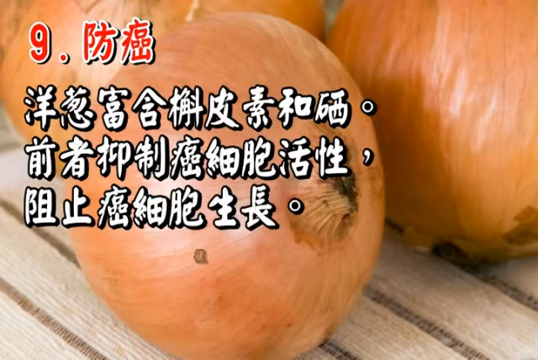 9.防癌
洋葱富含槲皮素和硒。
前者抑制癌細胞活性，
阻止癌細胞生長。